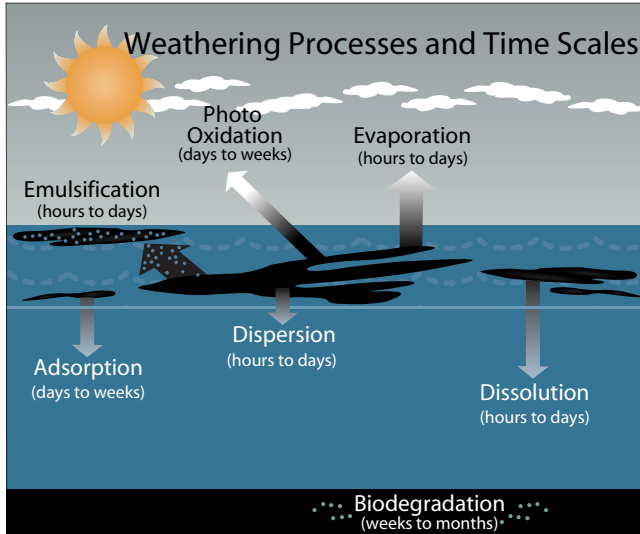 Weathering Processes and Time Scales
Photo
Oxidation
(days to weeks)
Evaporation
(hours to days)
Emulsification
(hours to days)
Dispersion
(hours to days)
Adsorption
(days to weeks)
Dissolution
(hours to days)
Biodegradation
(weeks to months)